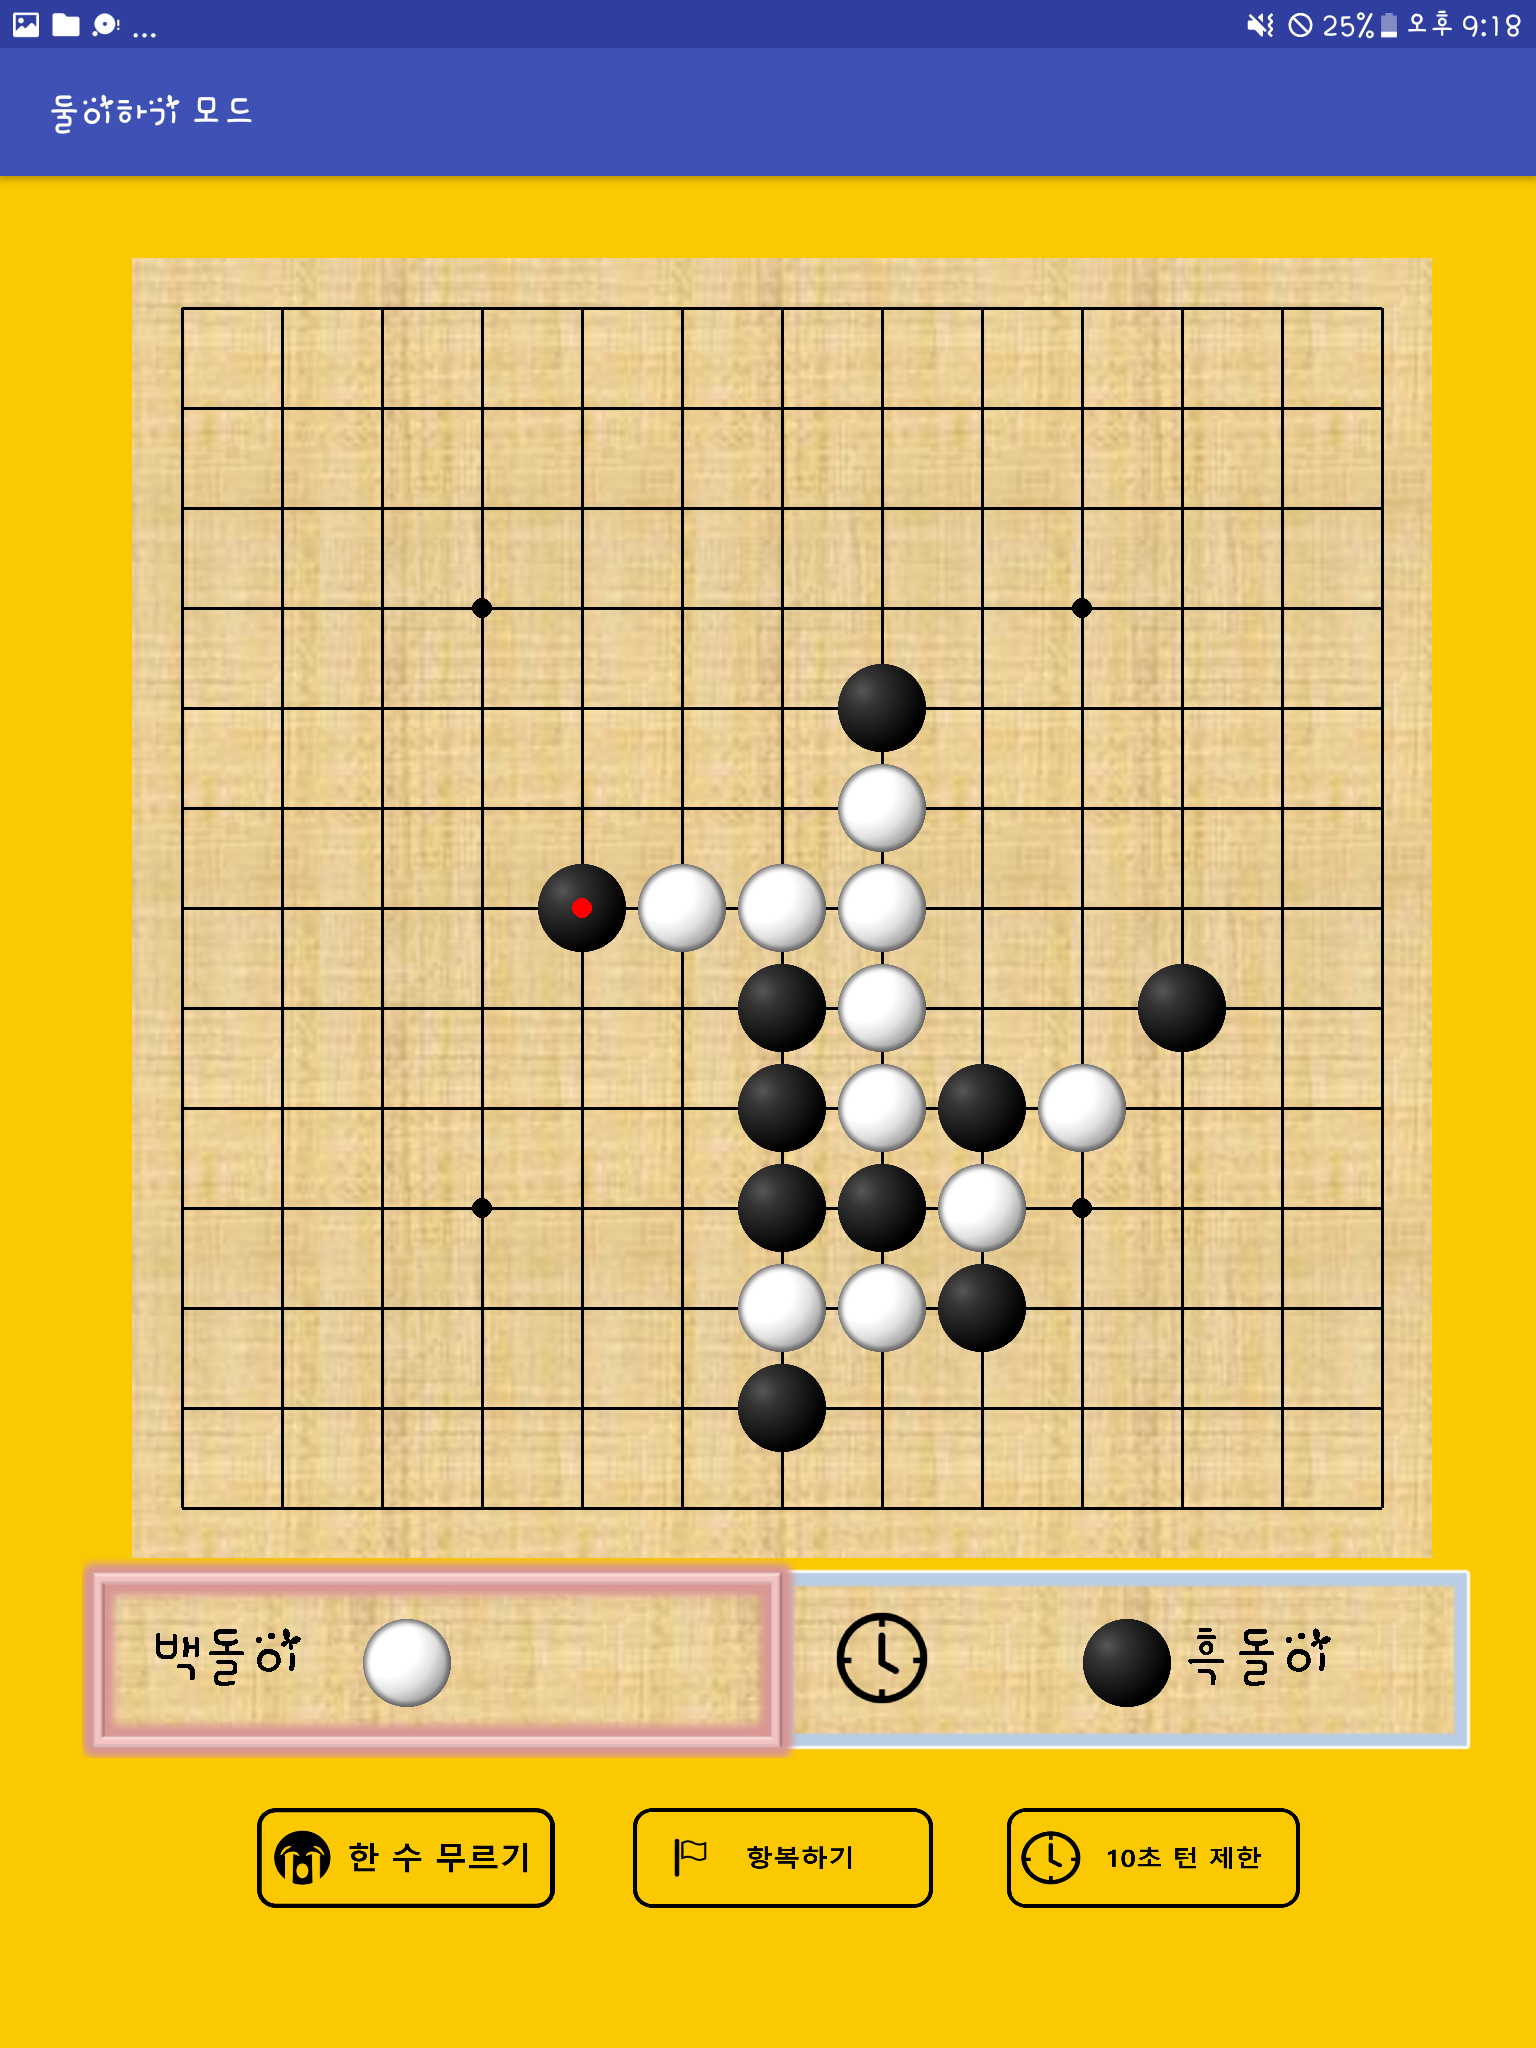 25% 오후 9:18
둘이하기 모드
백돌이
흑돌이
한 수 무르기
항복하기
10초 턴 제한